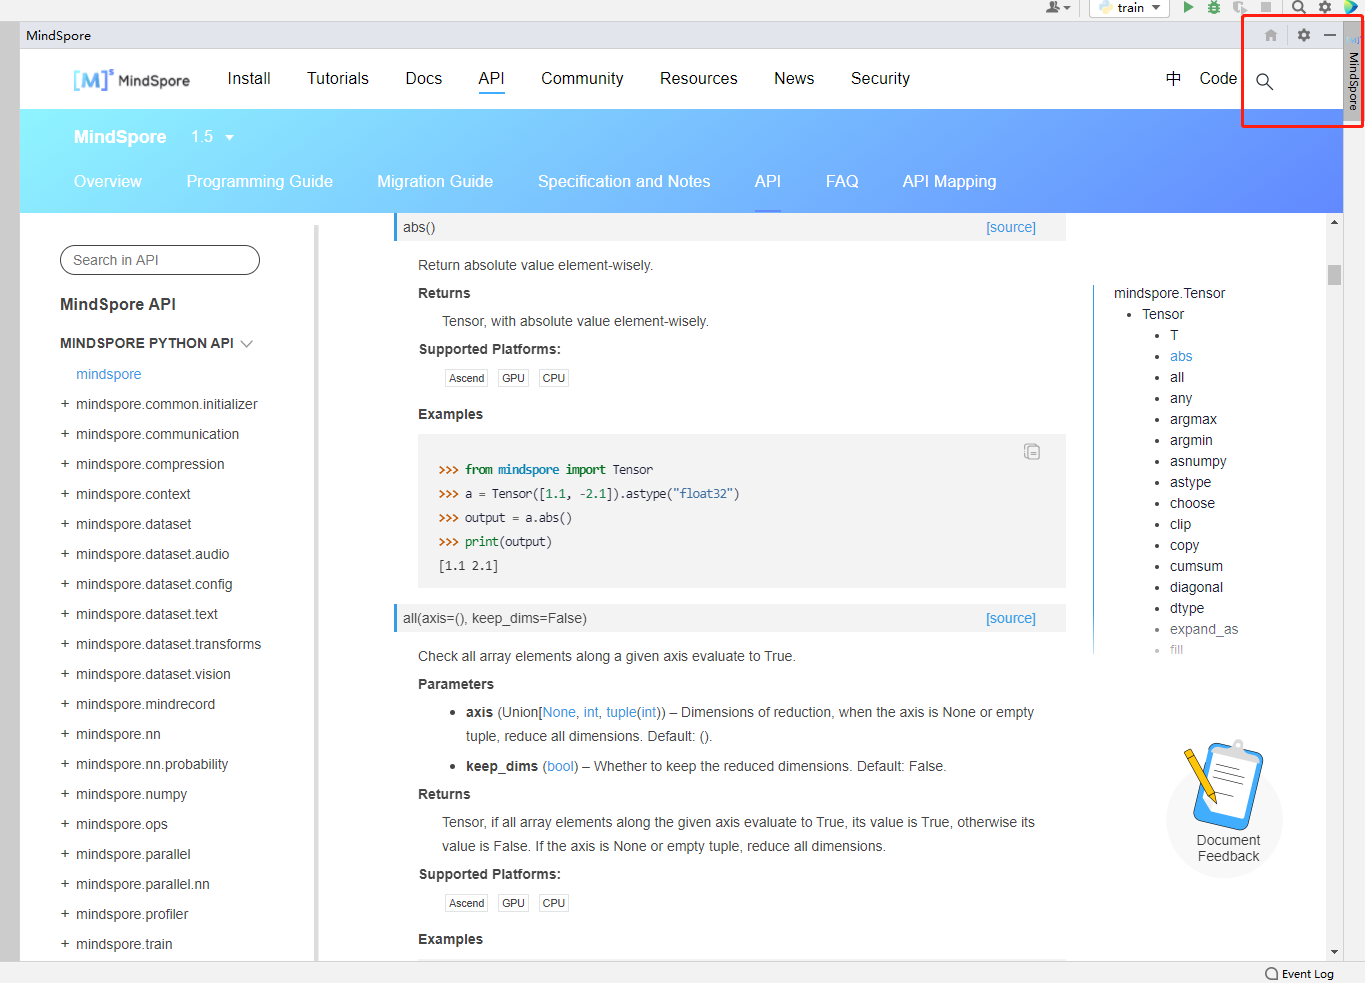 train
MindSpore
[M]s MindSpore Install Tutorials Docs API Community Resources News Security 中 Code
MindSpore
MindSpore 1.5
Overview Programming Guide Migration Guide Specification and Notes API FAQ API Mapping
Search in API
MindSpore API
MINDSPORE PYTHON API
mindspore
+ mindspore.common.initializer
+ mindspore.communication
+ mindspore.compression
+ mindspore.context
+ mindspore.dataset
+ mindspore.dataset.audio
+ mindspore.dataset.config
+ mindspore.dataset.text
+ mindspore.dataset.transforms
+ mindspore.dataset.vision
+ mindspore.mindrecord
+ mindspore.nn
+ mindspore.nn.probability
+ mindspore.numpy
+ mindspore.ops
+ mindspore.parallel
+ mindspore.parallel.nn
+ mindspore.profiler
+ mindspore.train
abs() [source]
Return absolute value element-wisely.
Returns
Tensor, with absolute value element-wisely.
Supported Platforms:
Ascend GPU CPU
Examples
>>> from mindspore import Tensor
>>> a = Tensor([1.1, -2.1]).astype("float32")
>>> output = a.abs()
>>> print(output)
[1.1 2.1]
all(axis=(), keep_dims=False) [source]
Check all array elements along a given axis evaluate to True.
Parameters
• axis (Union[None, int, tuple(int)) – Dimensions of reduction, when the axis is None or empty
tuple, reduce all dimensions. Default: ().
• keep_dims (bool) – Whether to keep the reduced dimensions. Default: False.
Returns
Tensor, if all array elements along the given axis evaluate to True, its value is True, otherwise its
value is False. If the axis is None or empty tuple, reduce all dimensions.
Supported Platforms:
Ascend GPU CPU
Examples
mindspore.Tensor
• Tensor
• T
• abs
• all
• any
• argmax
• argmin
• asnumpy
• astype
• choose
• clip
• copy
• cumsum
• diagonal
• dtype
• expand_as
• fill
Document
Feedback
Event Log